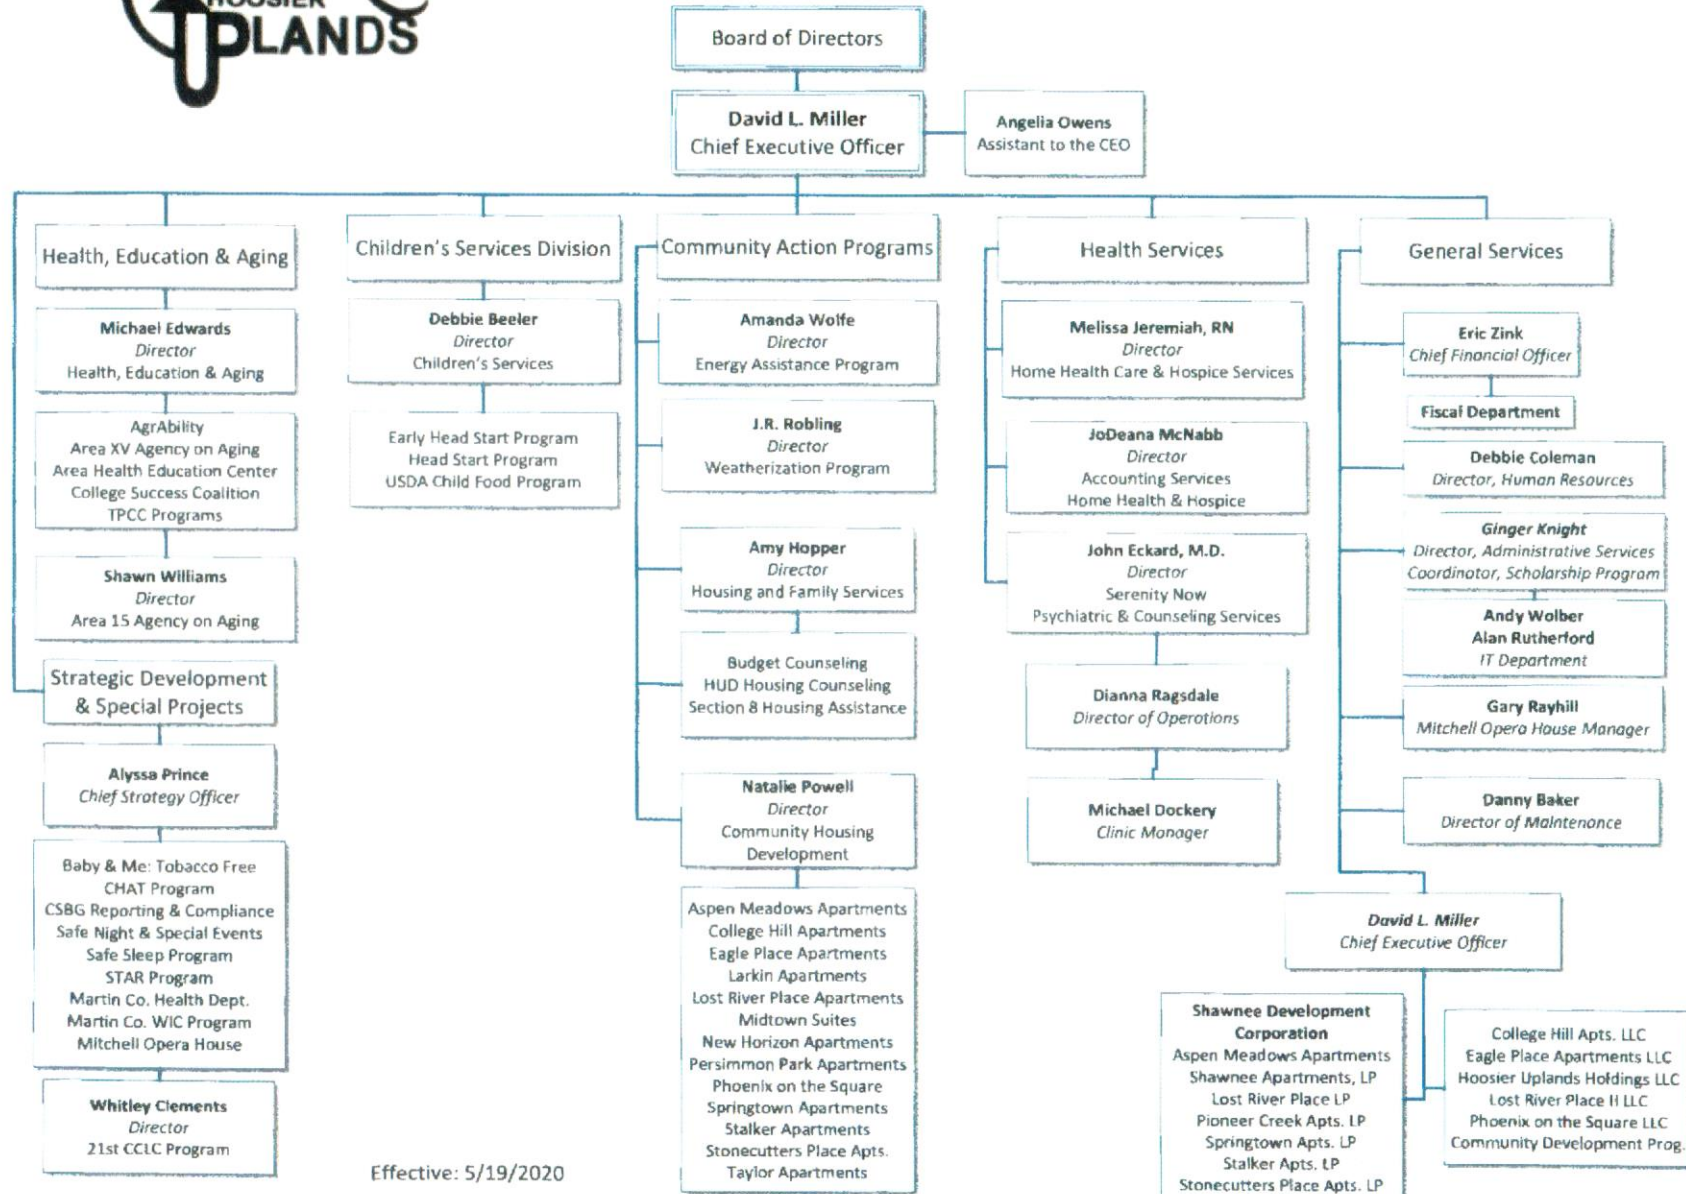 HOOSIER
UPLANDS
Board of Directors
David L. Miller
Chief Executive Officer
Angelia Owens
Assistant to the CEO
Health, Education & Aging
Michael Edwards
Director
Health, Education & Aging
AgrAbility
Area XV Agency on Aging
Area Health Education Center
College Success Coalition
TPCC Programs
Shawn Williams
Director
Area 15 Agency on Aging
Strategic Development
& Special Projects
Alyssa Prince
Chief Strategy Officer
Baby & Me: Tobacco Free
CHAT Program
CSBG Reporting & Compliance
Safe Night & Special Events
Safe Sleep Program
STAR Program
Martin Co. Health Dept.
Martin Co. WIC Program
Mitchell Opera House
Whitley Clements
Director
21st CCLC Program
Children's Services Division
Debbie Beeler
Director
Children's Services
Early Head Start Program
Head Start Program
USDA Child Food Program
Community Action Programs
Amanda Wolfe
Director
Energy Assistance Program
J.R. Robling
Director
Weatherization Program
Amy Hopper
Director
Housing and Family Services
Budget Counseling
HUD Housing Counseling
Section 8 Housing Assistance
Natalie Powell
Director
Community Housing
Development
Aspen Meadows Apartments
College Hill Apartments
Eagle Place Apartments
Larkin Apartments
Lost River Place Apartments
Midtown Suites
New Horizon Apartments
Persimmon Park Apartments
Phoenix on the Square
Springtown Apartments
Stalker Apartments
Stonecutters Place Apts.
Taylor Apartments
Health Services
Melissa Jeremiah, RN
Director
Home Health Care & Hospice Services
JoDeana McNabb
Director
Accounting Services
Home Health & Hospice
John Eckard, M.D.
Director
Serenity Now
Psychiatric & Counseling Services
Dianna Ragsdale
Director of Operations
Michael Dockery
Clinic Manager
General Services
Eric Zink
Chief Financial Officer
Fiscal Department
Debbie Coleman
Director, Human Resources
Ginger Knight
Director, Administrative Services
Coordinator, Scholarship Program
Andy Wolber
Alan Rutherford
IT Department
Gary Rayhill
Mitchell Opera House Manager
Danny Baker
Director of Maintenance
David L. Miller
Chief Executive Officer
Shawnee Development
Corporation
Aspen Meadows Apartments
Shawnee Apartments, LP
Lost River Place LP
Pioneer Creek Apts. LP
Springtown Apts. LP
Stalker Apts. LP
Stonecutters Place Apts. LP
College Hill Apts. LLC
Eagle Place Apartments LLC
Hoosier Uplands Holdings LLC
Lost River Place II LLC
Phoenix on the Square LLC
Community Development Prog.
Effective: 5/19/2020